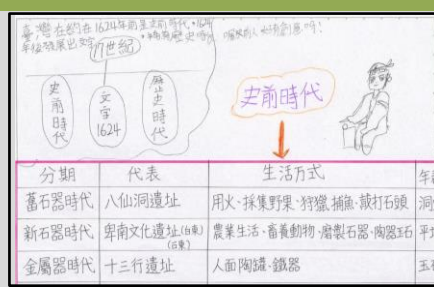 臺灣在約在1624年前是史前時代,1624
年後發展出文字
17世紀
史前時代
文字
1624
歷史時代
史前時代
分期 代表 生活方式
舊石器時代 八仙洞遺址 用火、採集野果、狩獵、捕魚、敲打石頭
新石器時代 卑南文化遺址(台東) 農業生活、畜養動物、磨製石器、陶器
金屬器時代 十三行遺址 人面陶罐、鐵器